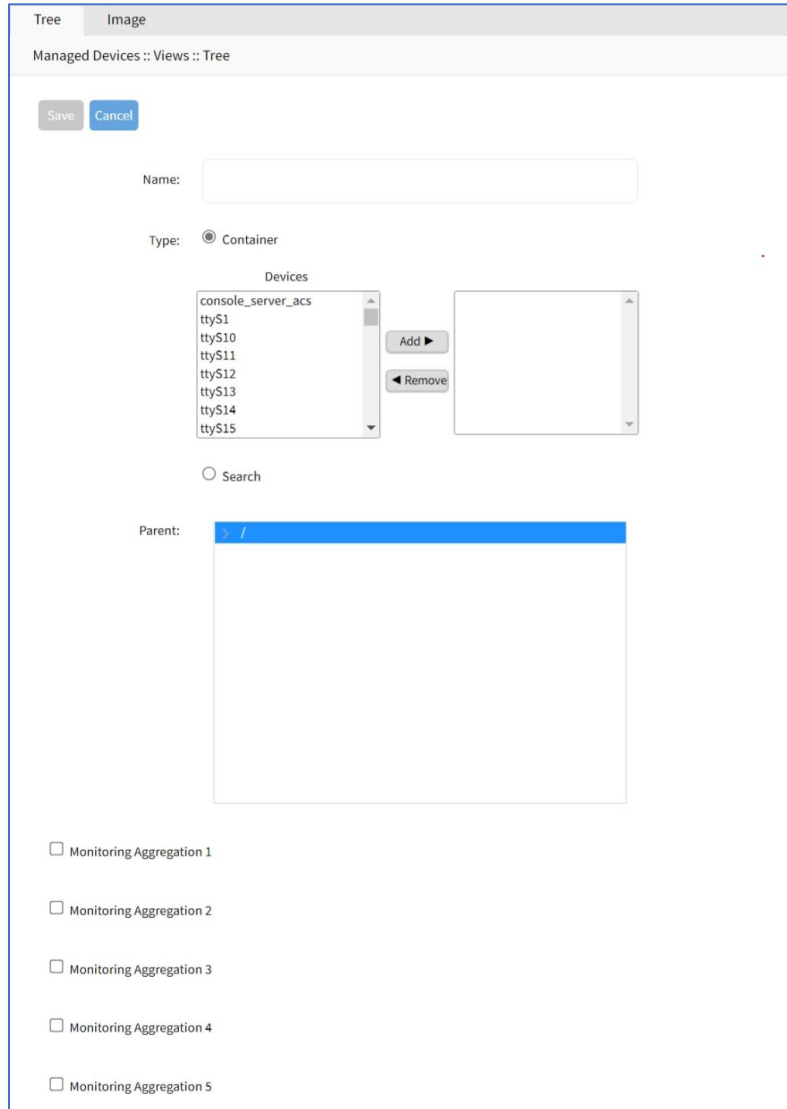 Tree Image
Managed Devices :: Views :: Tree
Save Cancel
Name:
Type: Container
Devices
console_server_acs
ttyS1
ttyS10
ttyS11
ttyS12
ttyS13
ttyS14
ttyS15
Add ►
◄ Remove
Search
Parent: > /
Monitoring Aggregation 1
Monitoring Aggregation 2
Monitoring Aggregation 3
Monitoring Aggregation 4
Monitoring Aggregation 5